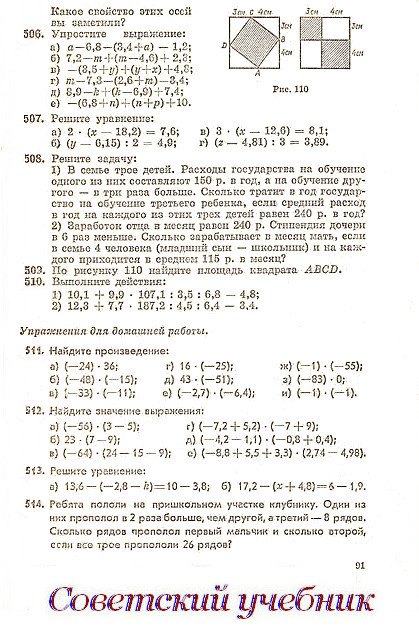 Какое свойство этих осей
вы заметили?
506. Упростите выражение:
а) a—6,8—(3,4+a) — 1,2;
б) 7,2—m+(m—4,6)+ 2,3;
в) —(3,5+y)+(y+x)+4,8;
г) m—7,3—(2,6+m)—3,4;
д) 8,9—k+(k—6,9)+7,4;
е) —(6,8+n)+(n+p)+10.
3см C 4см
3см
4см
B
D
A
3см 4см
3см
4см
Рис. 110
507. Решите уравнение:
а) 2 · (x — 18,2) = 7,6; в) 3 · (x — 12,6) = 8,1;
б) (y — 6,15) : 2 = 4,9; г) (z — 4,81) : 3 = 3,89.
508. Решите задачу:
1) В семье трое детей. Расходы государства на обучение
одного из них составляют 150 р. в год, а на обучение дру-
гого — в три раза больше. Сколько тратит в год государ-
ство на обучение третьего ребенка, если средний расход
в год на каждого из этих трех детей равен 240 р. в год?
2) Заработок отца в месяц равен 240 р. Стипендия дочери
в 6 раз меньше. Сколько зарабатывает в месяц мать, если
в семье 4 человека (младший сын — школьник) и на каж-
дого приходится в среднем 115 р. в месяц?
509. По рисунку 110 найдите площадь квадрата ABCD.
510. Выполните действия:
1) 10,1 + 9,9 · 107,1 : 3,5 : 6,8 — 4,8;
2) 12,3 + 7,7 · 187,2 : 4,5 : 6,4 — 3,4.
Упражнения для домашней работы.
511. Найдите произведение:
а) (—24) · 36; г) 16 · (—25); ж) (—1) · (—55);
б) (—48) · (—15); д) 43 · (—51); з) (—83) · 0;
в) (—33) · (—11); е) (—2,7) · (—6,4); и) (—1) · (—1).
512. Найдите значение выражения:
а) (—56) · (3 — 5); г) (—7,2 + 5,2) · (—7 + 9);
б) 23 · (7 — 9); д) (—4,2 — 1,1) · (—0,8 + 0,4);
в) (—64) · (24 — 15 — 9); е) (—8,8 + 5,5 + 3,3) · (2,74 — 4,98).
513. Решите уравнение:
а) 13,6 — (—2,8 — k)=10 — 3,8; б) 17,2 — (x + 4,8)=6 — 1,9.
514. Ребята пололи на пришкольном участке клубнику. Один из
них прополол в 2 раза больше, чем другой, а третий — 8 рядов.
Сколько рядов прополол первый мальчик и сколько второй,
если все трое пропололи 26 рядов?
91
Советский учебник